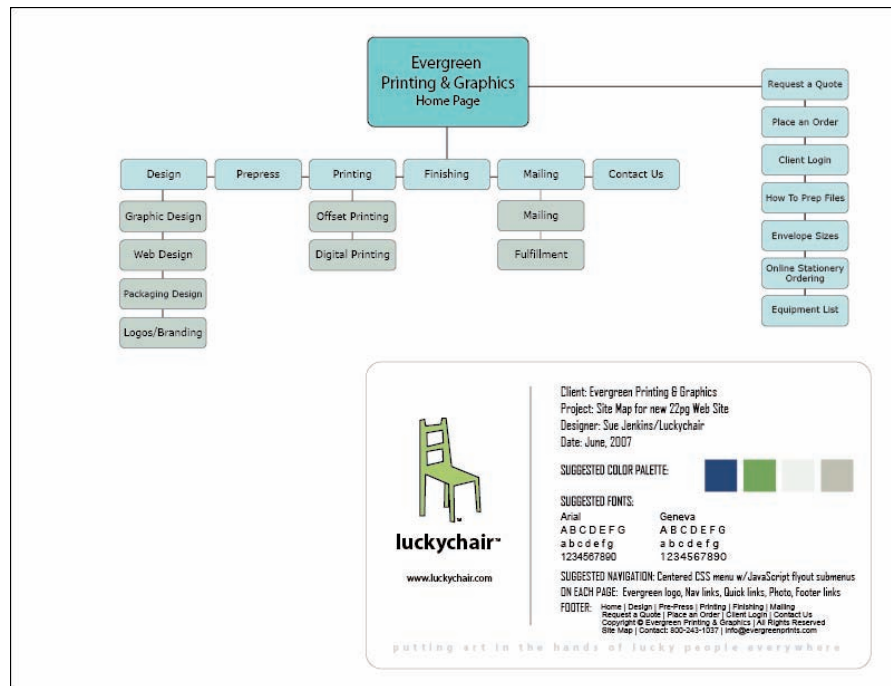 Evergreen
Printing & Graphics
Home Page
Request a Quote
Place an Order
Client Login
How To Prep Files
Envelope Sizes
Online Stationery
Ordering
Equipment List
Design
Prepress
Printing
Finishing
Mailing
Contact Us
Graphic Design
Web Design
Packaging Design
Logos/Branding
Offset Printing
Digital Printing
Mailing
Fulfillment
luckychair™
www.luckychair.com
Client: Evergreen Printing & Graphics
Project: Site Map for new 22pg Web Site
Designer: Sue Jenkins/Luckychair
Date: June, 2007
SUGGESTED COLOR PALETTE:
SUGGESTED FONTS:
Arial
A B C D E F G
a b c d e f g
1234567890
Geneva
A B C D E F G
a b c d e f g
1234567890
SUGGESTED NAVIGATION: Centered CSS menu w/JavaScript flyout submenus
ON EACH PAGE: Evergreen logo, Nav links, Quick links, Photo, Footer links
FOOTER: Home | Design | Pre-Press | Printing | Finishing | Mailing
Request a Quote | Place an Order | Client Login | Contact Us
Copyright © Evergreen Printing & Graphics | All Rights Reserved
Site Map | Contact: 800-243-1037 | info@evergreenprints.com
putting art in the hands of lucky people everywhere